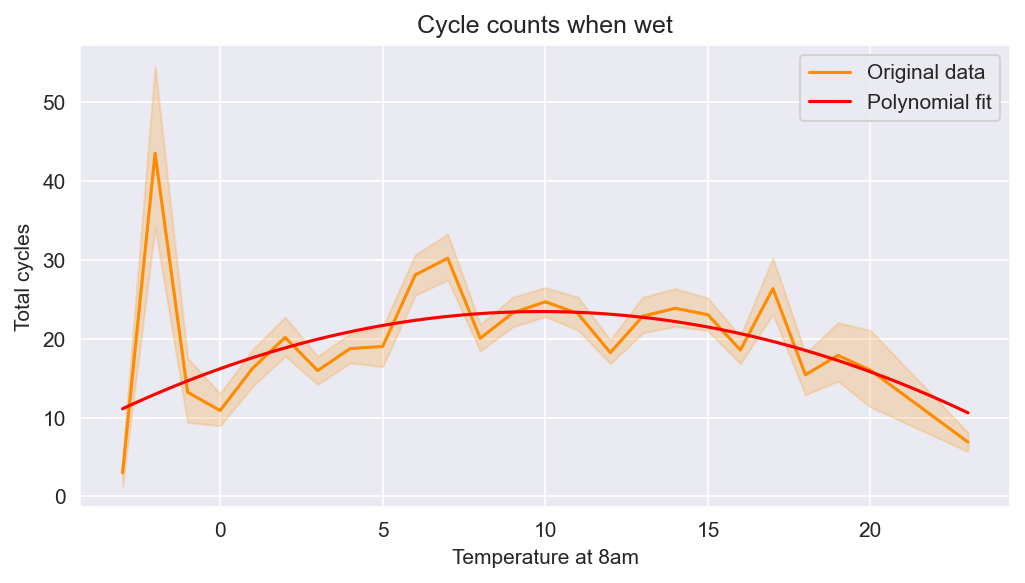 Cycle counts when wet
Original data
Polynomial fit
50
40
30
20
10
0
Total cycles
0 5 10 15 20
Temperature at 8am